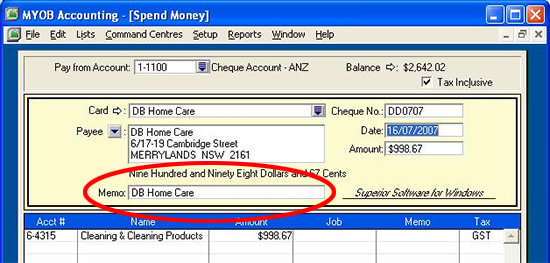 MYOB Accounting - [Spend Money]
File Edit Lists Command Centres Setup Reports Window Help
Pay from Account: 1-1100 Cheque Account - ANZ Balance $2,642.02
Tax Inclusive
Card DB Home Care Cheque No.: DD0707
Payee DB Home Care Date: 16/07/2007
6/17-19 Cambridge Street
MERRYLANDS NSW 2161 Amount: $998.67
Nine Hundred and Ninety Eight Dollars and 67 Cents
Memo: DB Home Care Superior Software for Windows
Acct # Name Amount Job Memo Tax
6-4315 Cleaning & Cleaning Products $998.67 GST